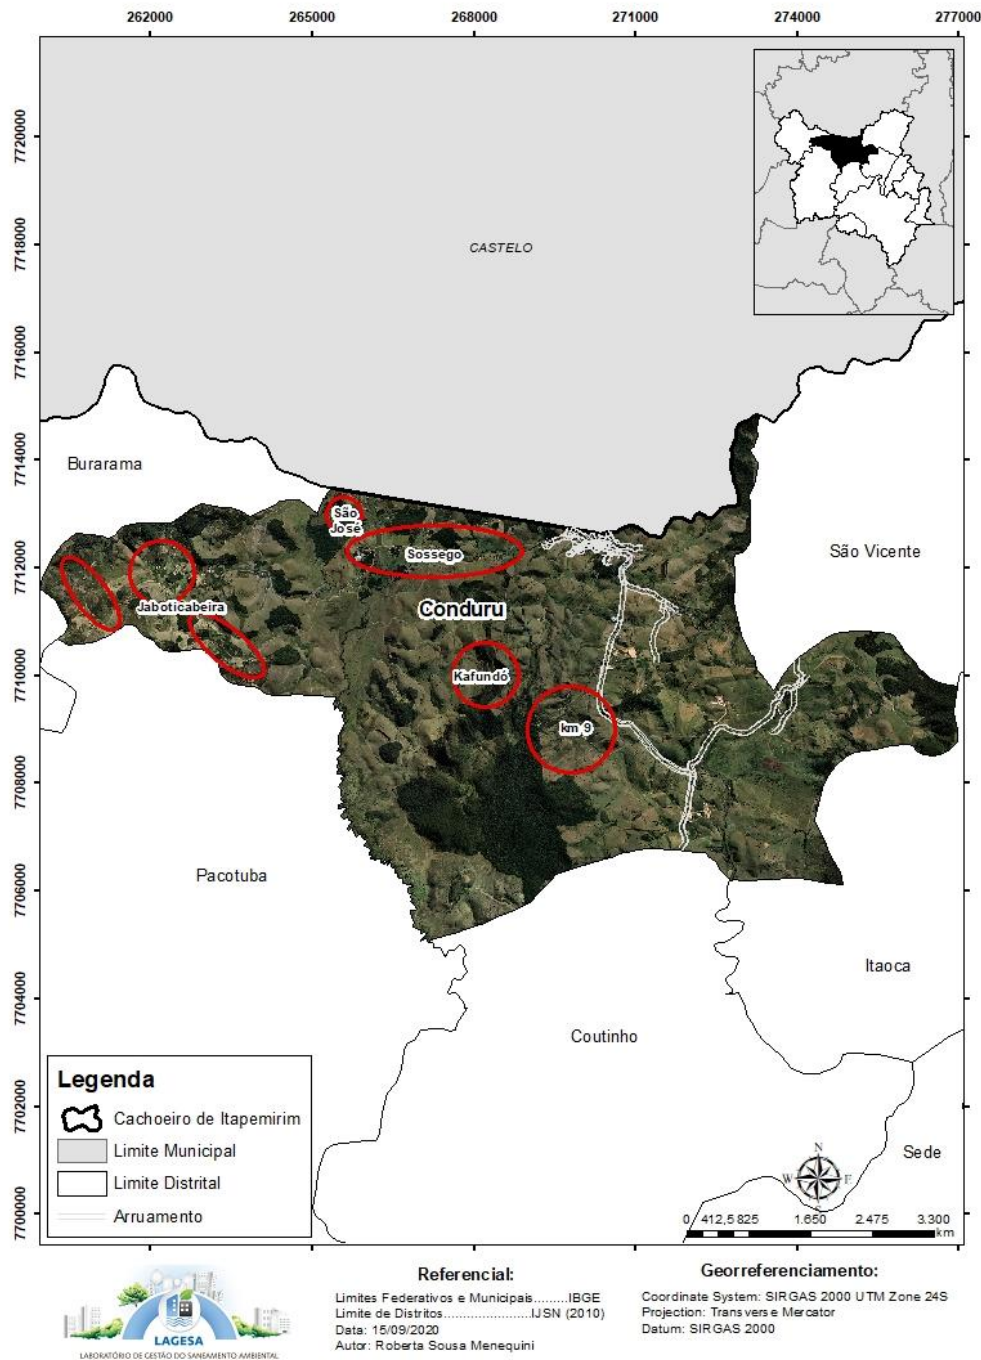 262000 265000 268000 271000 274000 277000
7720000
7718000
CASTELO
7716000
7714000
Burarama
São
José
Sossego
São Vicente
7712000
Jaboticabeira
Conduru
7710000
Kafundó
km 9
7708000
Pacotuba
7706000
Itaoca
7704000
Coutinho
Legenda
Cachoeiro de Itapemirim
Limite Municipal
Limite Distrital
Arruamento
7702000
Sede
N
W E
S
7700000
0 412,5 825 1.650 2.475 3.300
km
Referencial:
Limites Federativos e Municipais.........IBGE
Limite de Distritos......................IJSN (2010)
Data: 15/09/2020
Autor: Roberta Sousa Menequini
Georreferenciamento:
Coordinate System: SIRGAS 2000 UTM Zone 24S
Projection: Transverse Mercator
Datum: SIRGAS 2000
LAGESA
LABORATÓRIO DE GESTÃO DO SANEAMENTO AMBIENTAL